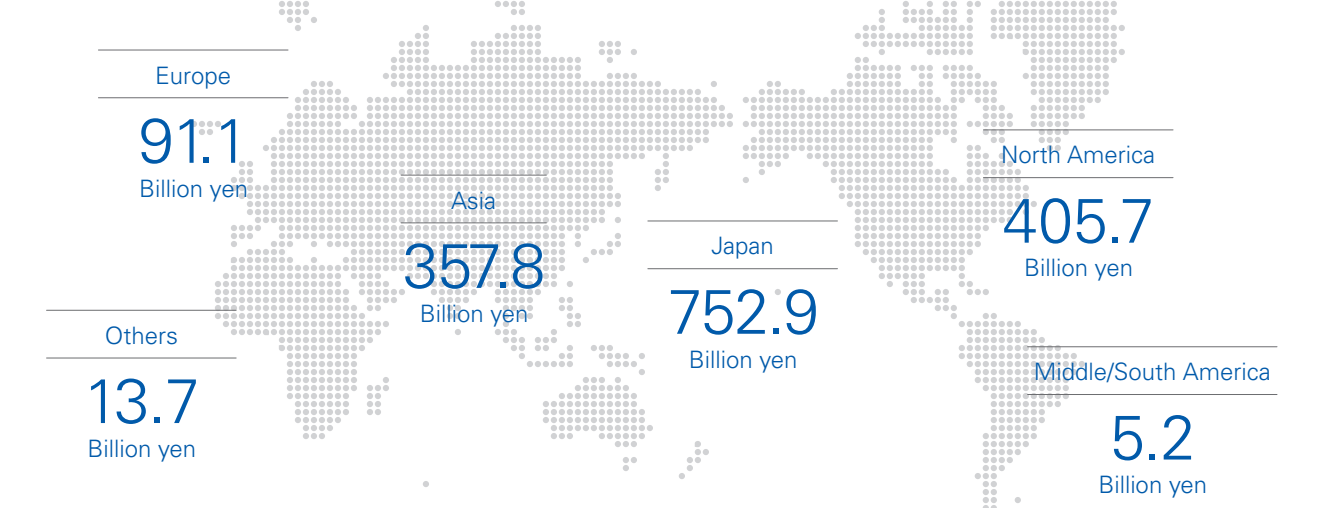 Europe
91.1
Billion yen
Asia
357.8
Billion yen
Others
13.7
Billion yen
Japan
752.9
Billion yen
North America
405.7
Billion yen
Middle/South America
5.2
Billion yen